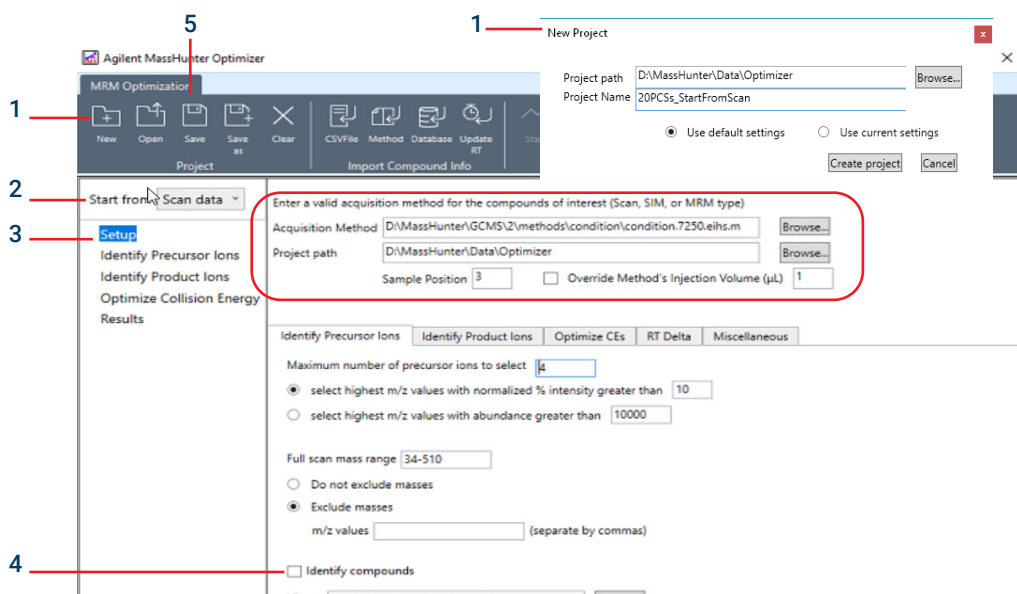 5
1
New Project
x
Agilent MassHunter Optimizer
Project path D:\MassHunter\Data\Optimizer Browse...
Project Name 20PCSs_StartFromScan
Use default settings Use current settings
Create project Cancel
MRM Optimization
1
New Open Save Save as Clear CSVFile Method Database Update RT
Project Import Compound Info
2
Start from Scan data
3
Setup
Identify Precursor Ions
Identify Product Ions
Optimize Collision Energy
Results
Enter a valid acquisition method for the compounds of interest (Scan, SIM, or MRM type)
Acquisition Method D:\MassHunter\GCMS\2\methods\condition\condition.7250.eihs.m Browse...
Project path D:\MassHunter\Data\Optimizer Browse...
Sample Position 3 Override Method's Injection Volume (µL) 1
Identify Precursor Ions Identify Product Ions Optimize CEs RT Delta Miscellaneous
Maximum number of precursor ions to select 4
select highest m/z values with normalized % intensity greater than 10
select highest m/z values with abundance greater than 10000
Full scan mass range 34-510
Do not exclude masses
Exclude masses
m/z values (separate by commas)
4
Identify compounds